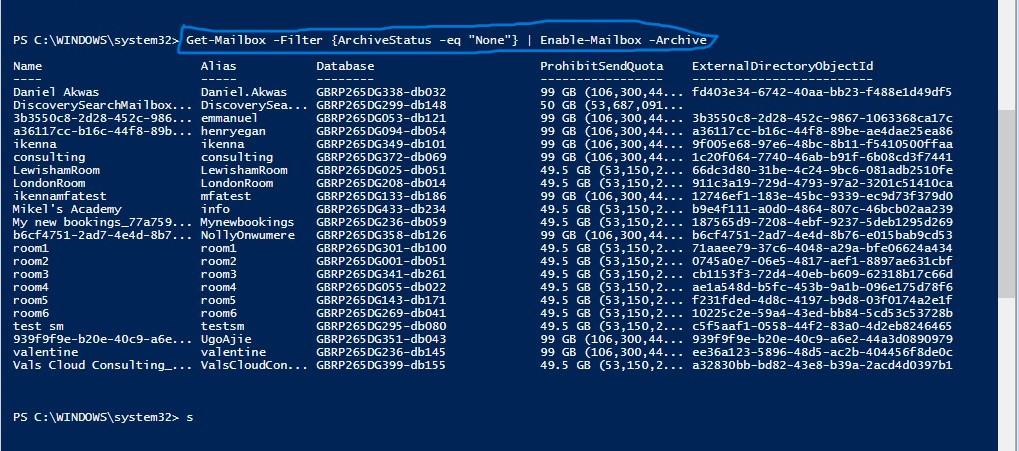 PS C:\WINDOWS\system32> Get-Mailbox -Filter {ArchiveStatus -eq "None"} | Enable-Mailbox -Archive
Name Alias Database ProhibitSendQuota ExternalDirectoryObjectId
---- ----- -------- ----------------- -------------------------
Daniel Akwas Daniel.Akwas GBRP265DG338-db032 99 GB (106,300,44... fd403e34-6742-40aa-bb23-f488e1d49df5
DiscoverySearchMailbox... DiscoverySea... GBRP265DG299-db148 50 GB (53,687,091...
3b3550c8-2d28-452c-986... emmanuel GBRP265DG053-db121 99 GB (106,300,44... 3b3550c8-2d28-452c-9867-1063368ca17c
a36117cc-b16c-44f8-89b... henryegan GBRP265DG094-db054 99 GB (106,300,44... a36117cc-b16c-44f8-89be-ae4dae25ea86
ikenna ikenna GBRP265DG349-db101 99 GB (106,300,44... 9f005e68-97e6-48bc-8b11-f5410500ffaa
consulting consulting GBRP265DG372-db069 99 GB (106,300,44... 1c20f064-7740-46ab-b91f-6b08cd3f7441
LewishamRoom LewishamRoom GBRP265DG025-db051 49.5 GB (53,150,2... 66dc3d80-31be-4c24-9bc6-081adb2510fe
LondonRoom LondonRoom GBRP265DG208-db014 49.5 GB (53,150,2... 911c3a19-729d-4793-97a2-3201c51410ca
ikennamfatest mfatest GBRP265DG133-db186 99 GB (106,300,44... 12746ef1-183e-45bc-9339-ec9d73f379d0
Mikel's Academy info GBRP265DG433-db234 49.5 GB (53,150,2... b9e4f111-a0d0-4864-807c-46bcb02aa239
My new bookings_77a759... Mynewbookings GBRP265DG236-db059 49.5 GB (53,150,2... 187565d9-7208-4ebf-9237-5deb1295d269
b6cf4751-2ad7-4e4d-8b7... NollyOnwumere GBRP265DG358-db126 99 GB (106,300,44... b6cf4751-2ad7-4e4d-8b76-e015bab9cd53
room1 room1 GBRP265DG301-db100 49.5 GB (53,150,2... 71aaee79-37c6-4048-a29a-bfe06624a434
room2 room2 GBRP265DG001-db051 49.5 GB (53,150,2... 0745a0e7-06e5-4817-aef1-8897ae631cbf
room3 room3 GBRP265DG341-db261 49.5 GB (53,150,2... cb1153f3-72d4-40eb-b609-62318b17c66d
room4 room4 GBRP265DG055-db022 49.5 GB (53,150,2... ae1a548d-b5fc-453b-9a1b-096e175d78f6
room5 room5 GBRP265DG143-db171 49.5 GB (53,150,2... f231fded-4d8c-4197-b9d8-03f0174a2e1f
room6 room6 GBRP265DG269-db041 49.5 GB (53,150,2... 10225c2e-59a4-43ed-bb84-5cd53c53728b
test sm testsm GBRP265DG295-db080 49.5 GB (53,150,2... c5f5aaf1-0558-44f2-83a0-4d2eb8246465
939f9f9e-b20e-40c9-a6e... UgoAjie GBRP265DG351-db043 99 GB (106,300,44... 939f9f9e-b20e-40c9-a6e2-44a3d0890979
valentine valentine GBRP265DG236-db145 99 GB (106,300,44... ee36a123-5896-48d5-ac2b-404456f8de0c
Vals Cloud Consulting_... ValsCloudCon... GBRP265DG399-db155 49.5 GB (53,150,2... a32830bb-bd82-43e8-b39a-2acd4d0397b1
PS C:\WINDOWS\system32> s